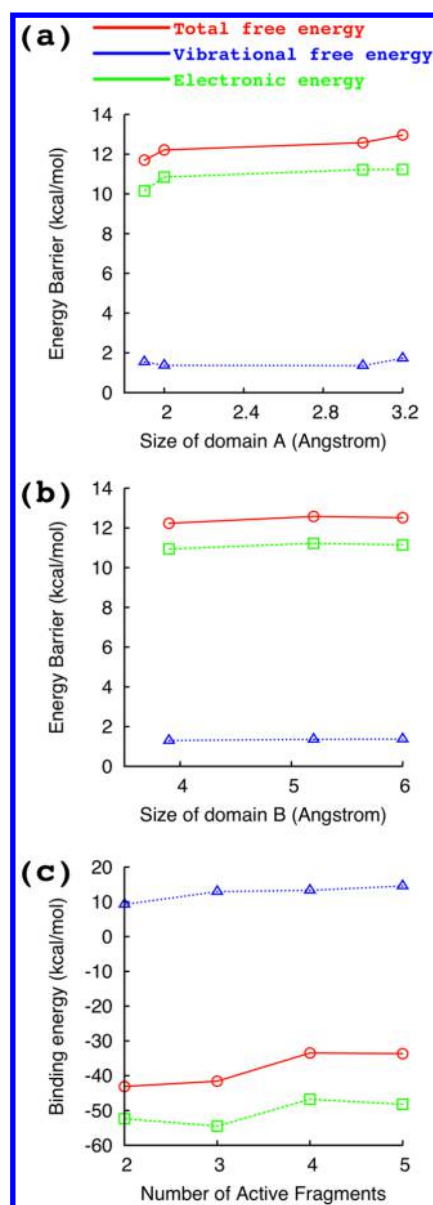 (a)
Total free energy
Vibrational free energy
Electronic energy
14
12
10
8
6
4
2
0
Energy Barrier (kcal/mol)
2 2.4 2.8 3.2
Size of domain A (Angstrom)
(b)
14
12
10
8
6
4
2
0
Energy Barrier (kcal/mol)
4 5 6
Size of domain B (Angstrom)
(c)
20
10
0
-10
-20
-30
-40
-50
-60
Binding energy (kcal/mol)
2 3 4 5
Number of Active Fragments